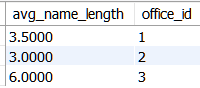 avg_name_length office_id
3.5000 1
3.0000 2
6.0000 3